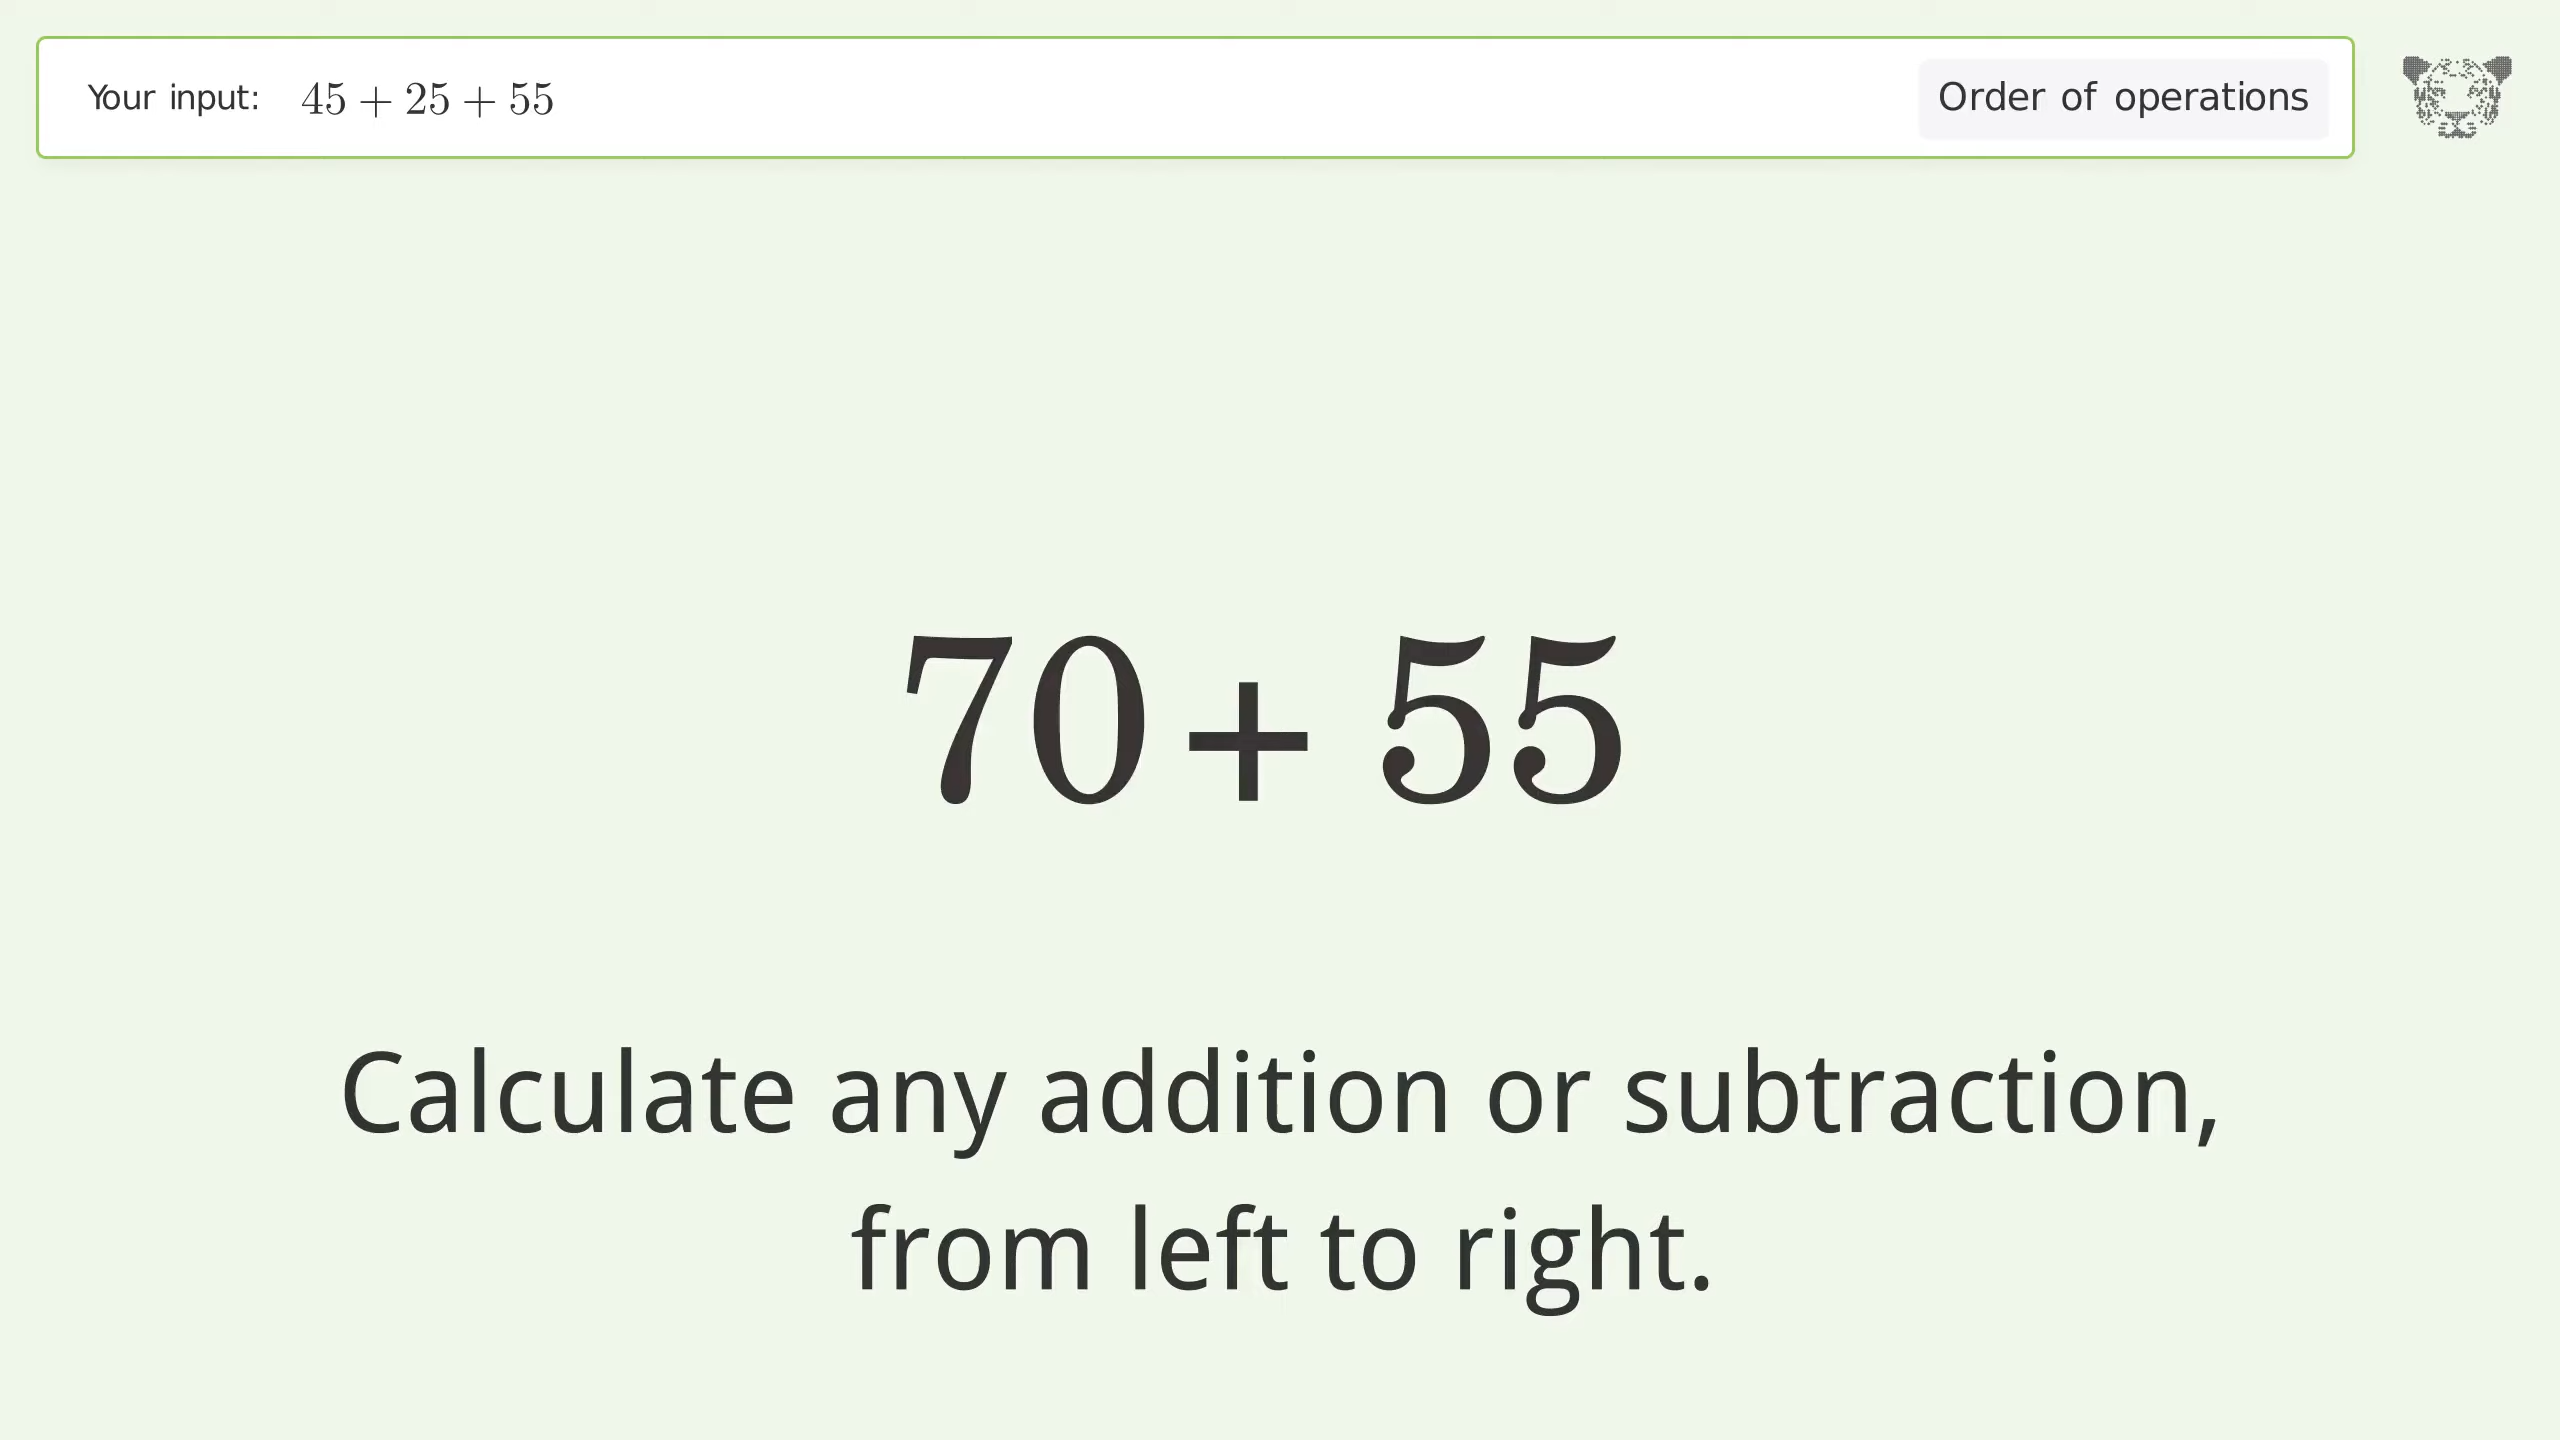 Your input: 45 + 25 + 55
Order of operations
70 + 55
Calculate any addition or subtraction,
from left to right.